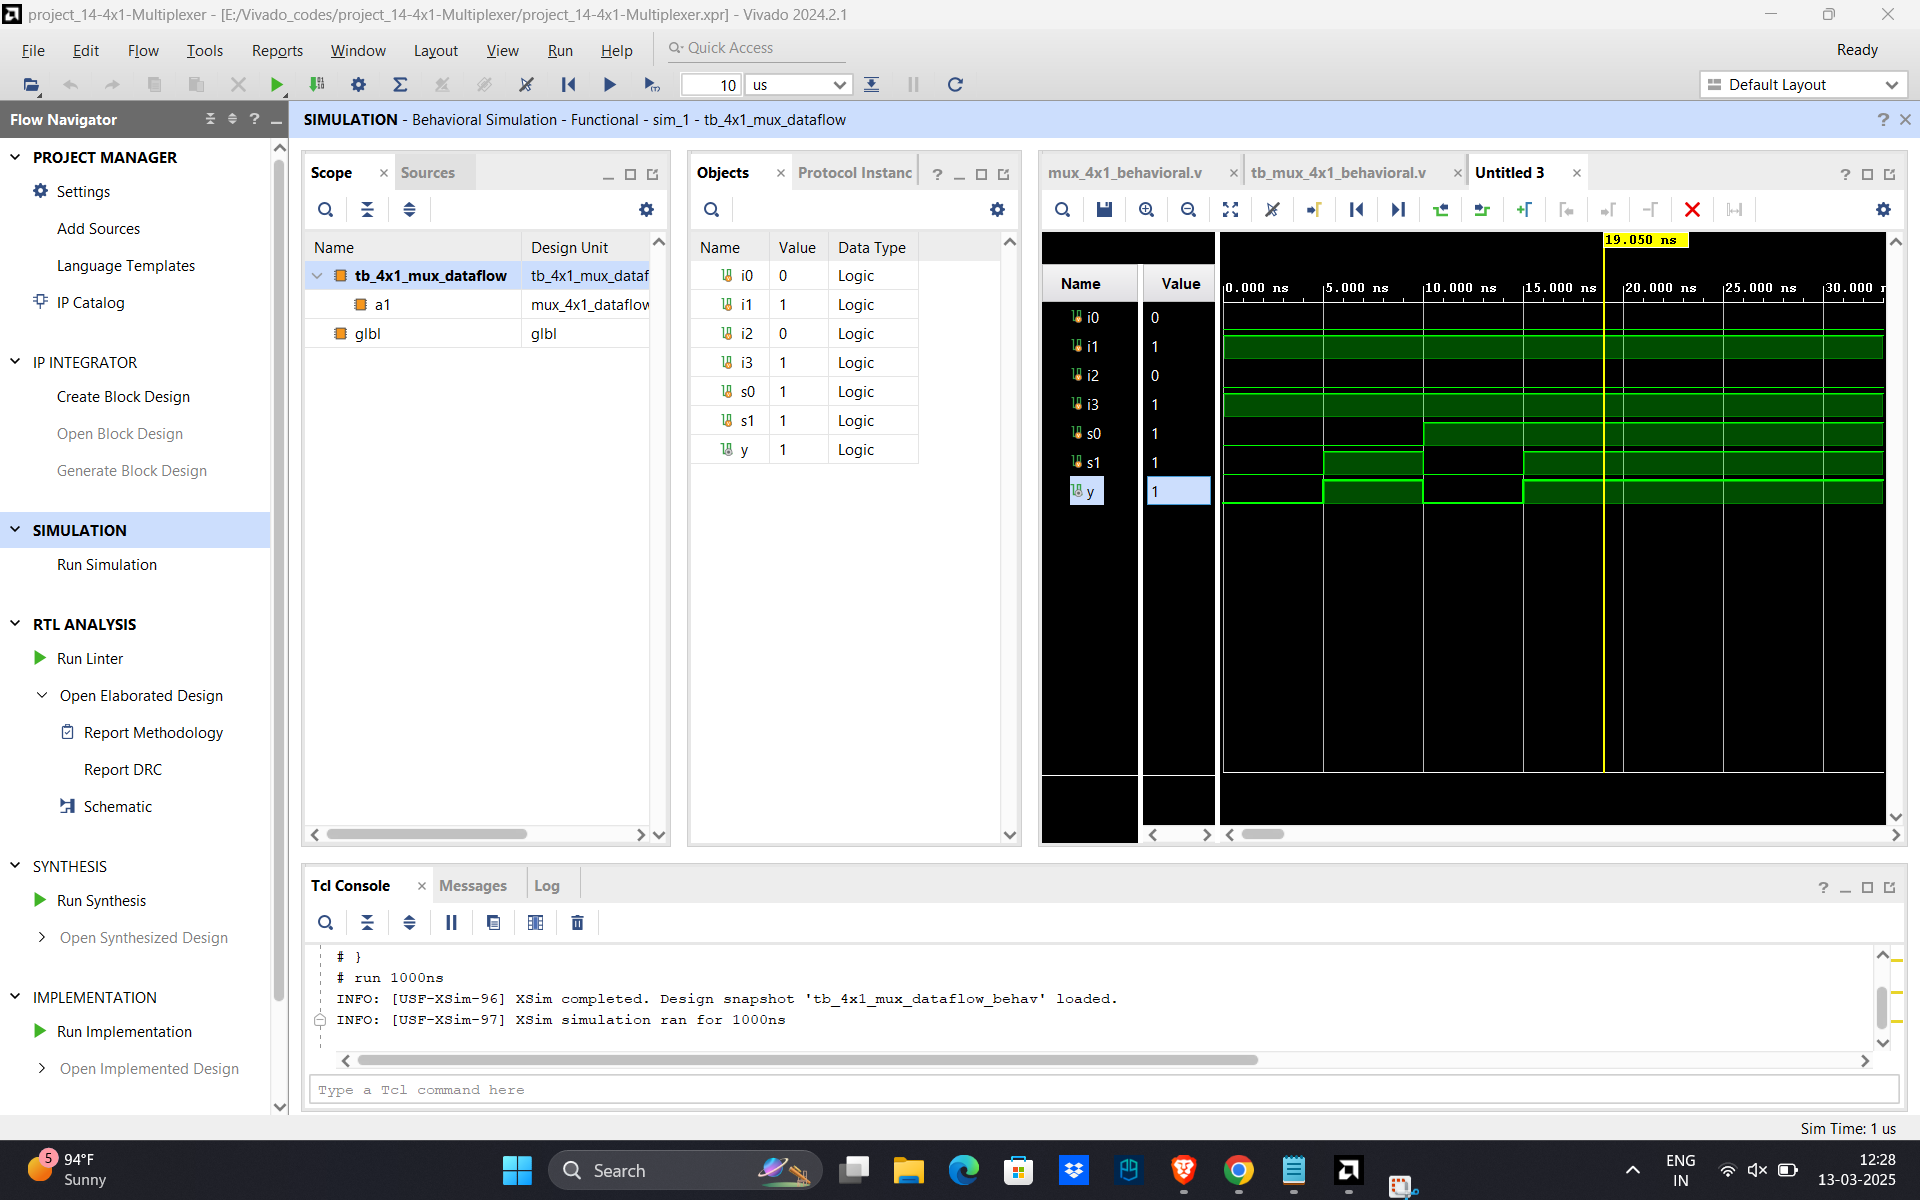 project_14-4x1-Multiplexer - [E:/Vivado_codes/project_14-4x1-Multiplexer/project_14-4x1-Multiplexer.xpr] - Vivado 2024.2.1
File Edit Flow Tools Reports Window Layout View Run Help Quick Access Ready
10 us Default Layout
Flow Navigator
SIMULATION - Behavioral Simulation - Functional - sim_1 - tb_4x1_mux_dataflow
PROJECT MANAGER
Settings
Add Sources
Language Templates
IP Catalog
IP INTEGRATOR
Create Block Design
Open Block Design
Generate Block Design
SIMULATION
Run Simulation
RTL ANALYSIS
Run Linter
Open Elaborated Design
Report Methodology
Report DRC
Schematic
SYNTHESIS
Run Synthesis
Open Synthesized Design
IMPLEMENTATION
Run Implementation
Open Implemented Design
Scope Sources
Name Design Unit
tb_4x1_mux_dataflow tb_4x1_mux_dataf
a1 mux_4x1_dataflow
glbl glbl
Objects Protocol Instanc
Name Value Data Type
i0 0 Logic
i1 1 Logic
i2 0 Logic
i3 1 Logic
s0 1 Logic
s1 1 Logic
y 1 Logic
mux_4x1_behavioral.v tb_mux_4x1_behavioral.v Untitled 3
19.050 ns
Name Value
0.000 ns 5.000 ns 10.000 ns 15.000 ns 20.000 ns 25.000 ns 30.000 n
i0 0
i1 1
i2 0
i3 1
s0 1
s1 1
y 1
Tcl Console Messages Log
# }
# run 1000ns
INFO: [USF-XSim-96] XSim completed. Design snapshot 'tb_4x1_mux_dataflow_behav' loaded.
INFO: [USF-XSim-97] XSim simulation ran for 1000ns
Type a Tcl command here
Sim Time: 1 us
5
94°F
Sunny
Search
ENG
IN
12:28
13-03-2025